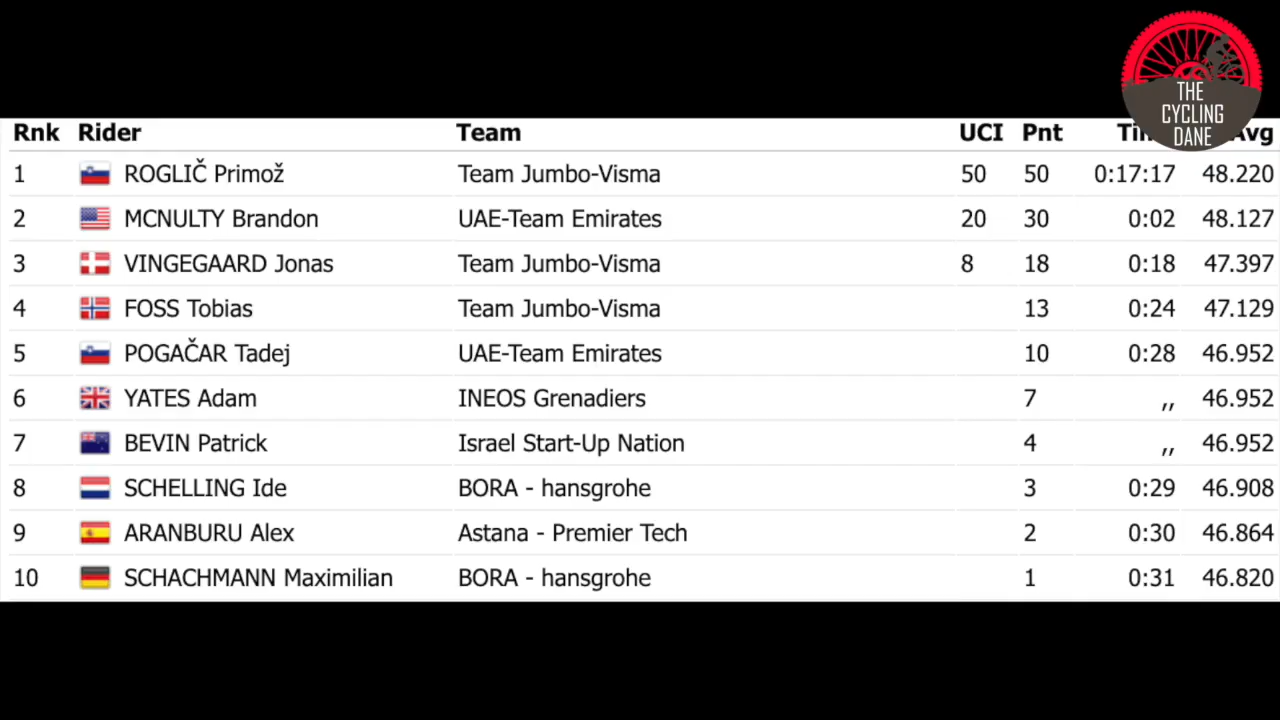 THE
CYCLING
DANE
Rnk Rider Team UCI Pnt Avg
1 ROGLIČ Primož Team Jumbo-Visma 50 50 0:17:17 48.220
2 MCNULTY Brandon UAE-Team Emirates 20 30 0:02 48.127
3 VINGEGAARD Jonas Team Jumbo-Visma 8 18 0:18 47.397
4 FOSS Tobias Team Jumbo-Visma 13 0:24 47.129
5 POGAČAR Tadej UAE-Team Emirates 10 0:28 46.952
6 YATES Adam INEOS Grenadiers 7 ,, 46.952
7 BEVIN Patrick Israel Start-Up Nation 4 ,, 46.952
8 SCHELLING Ide BORA - hansgrohe 3 0:29 46.908
9 ARANBURU Alex Astana - Premier Tech 2 0:30 46.864
10 SCHACHMANN Maximilian BORA - hansgrohe 1 0:31 46.820